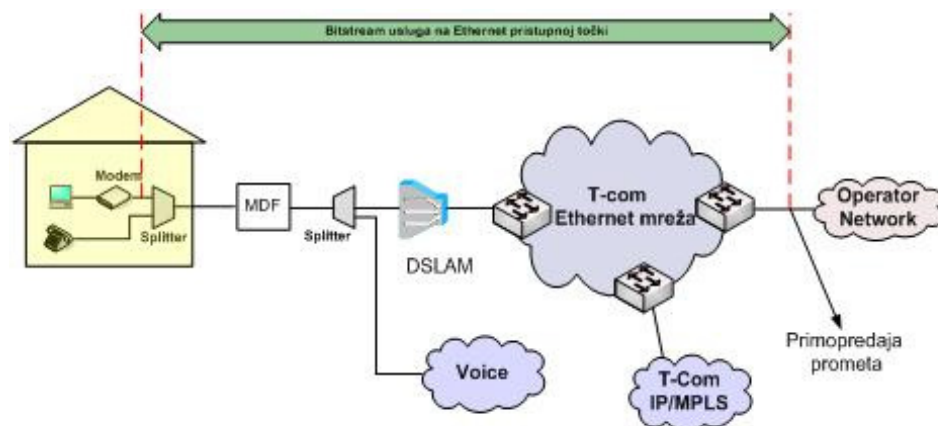 Bitstream usluga na Ethernet pristupnoj točki
Modem
Splitter
MDF
Splitter
DSLAM
T-com
Ethernet mreža
Operator
Network
Voice
T-Com
IP/MPLS
Primopredaja
prometa